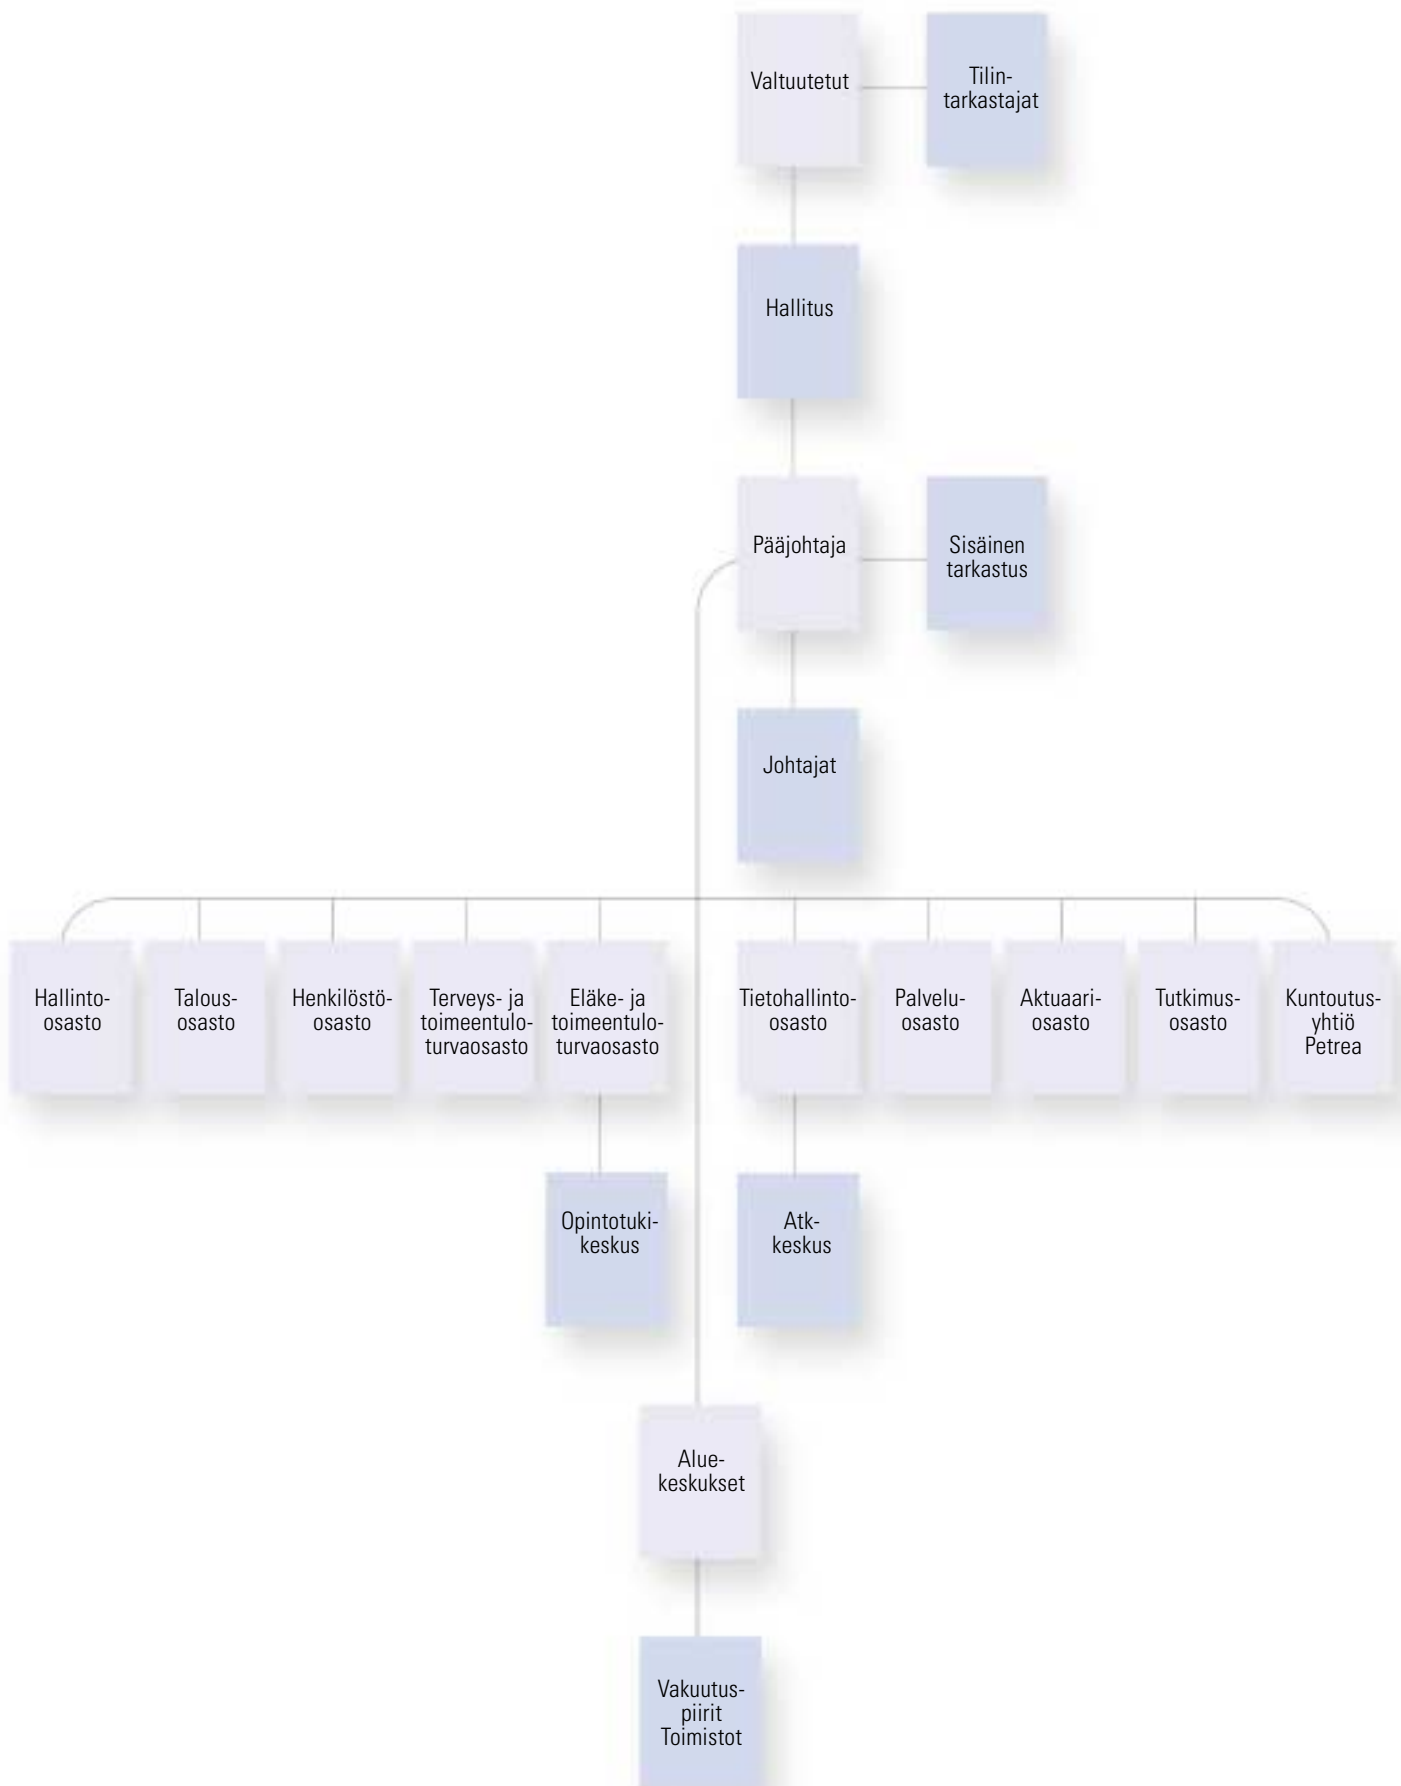 Valtuutetut
Tilin-
tarkastajat
Hallitus
Pääjohtaja
Sisäinen
tarkastus
Johtajat
Hallinto-
osasto
Talous-
osasto
Henkilöstö-
osasto
Terveys- ja
toimeentulo-
turvaosasto
Eläke- ja
toimeentulo-
turvaosasto
Tietohallinto-
osasto
Palvelu-
osasto
Aktuaari-
osasto
Tutkimus-
osasto
Kuntoutus-
yhtiö
Petrea
Opintotuki-
keskus
Atk-
keskus
Alue-
keskukset
Vakuutus-
piirit
Toimistot